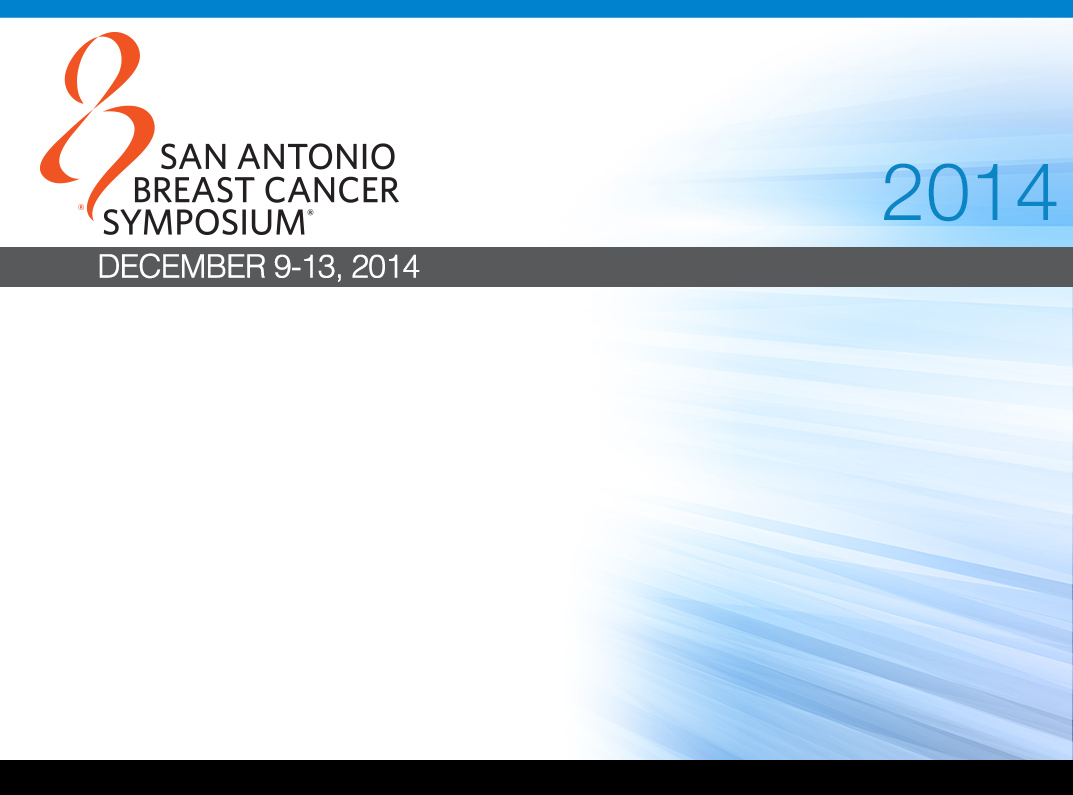 SAN ANTONIO
BREAST CANCER
® SYMPOSIUM®
2014
DECEMBER 9-13, 2014